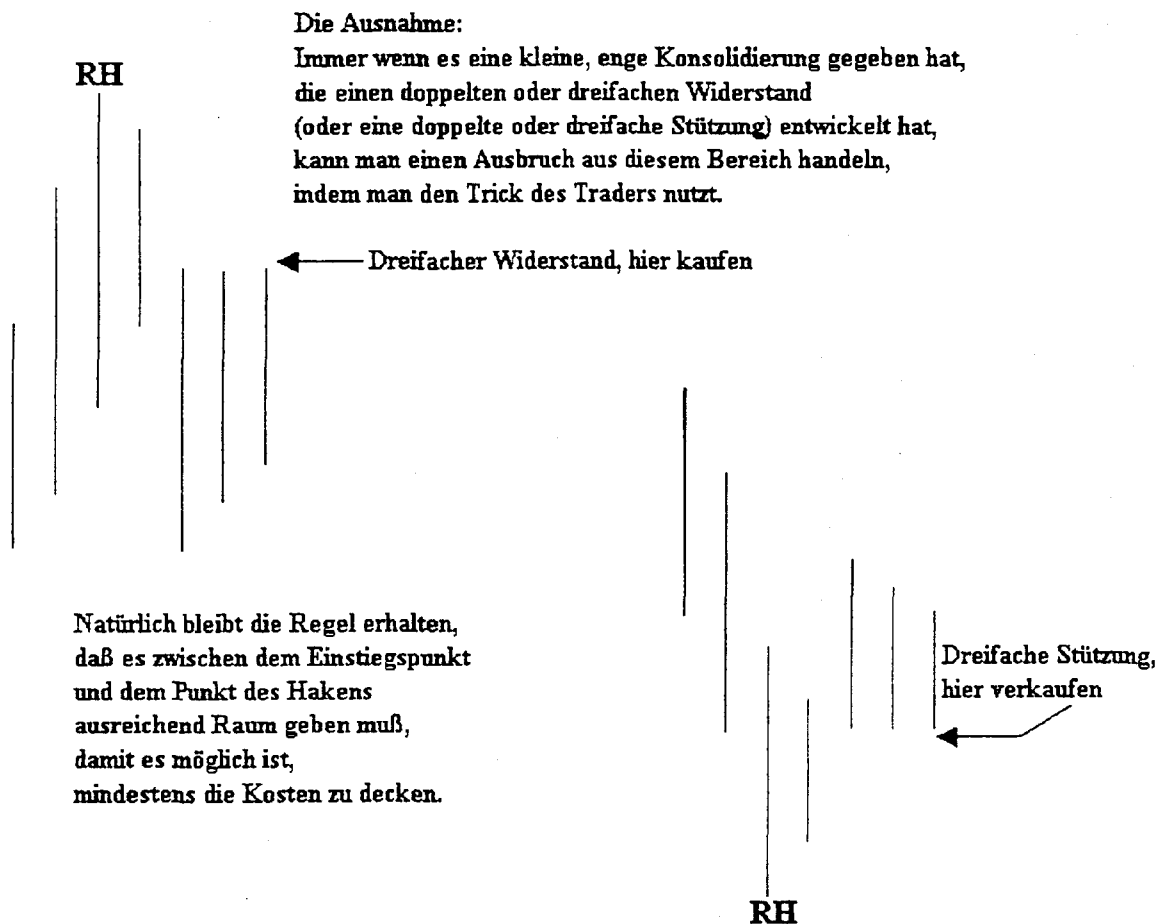 Die Ausnahme:
Immer wenn es eine kleine, enge Konsolidierung gegeben hat,
die einen doppelten oder dreifachen Widerstand
(oder eine doppelte oder dreifache Stützung) entwickelt hat,
kann man einen Ausbruch aus diesem Bereich handeln,
indem man den Trick des Traders nutzt.
RH
Dreifacher Widerstand, hier kaufen
Natürlich bleibt die Regel erhalten,
daß es zwischen dem Einstiegspunkt
und dem Punkt des Hakens
ausreichend Raum geben muß,
damit es möglich ist,
mindestens die Kosten zu decken.
Dreifache Stützung,
hier verkaufen
RH